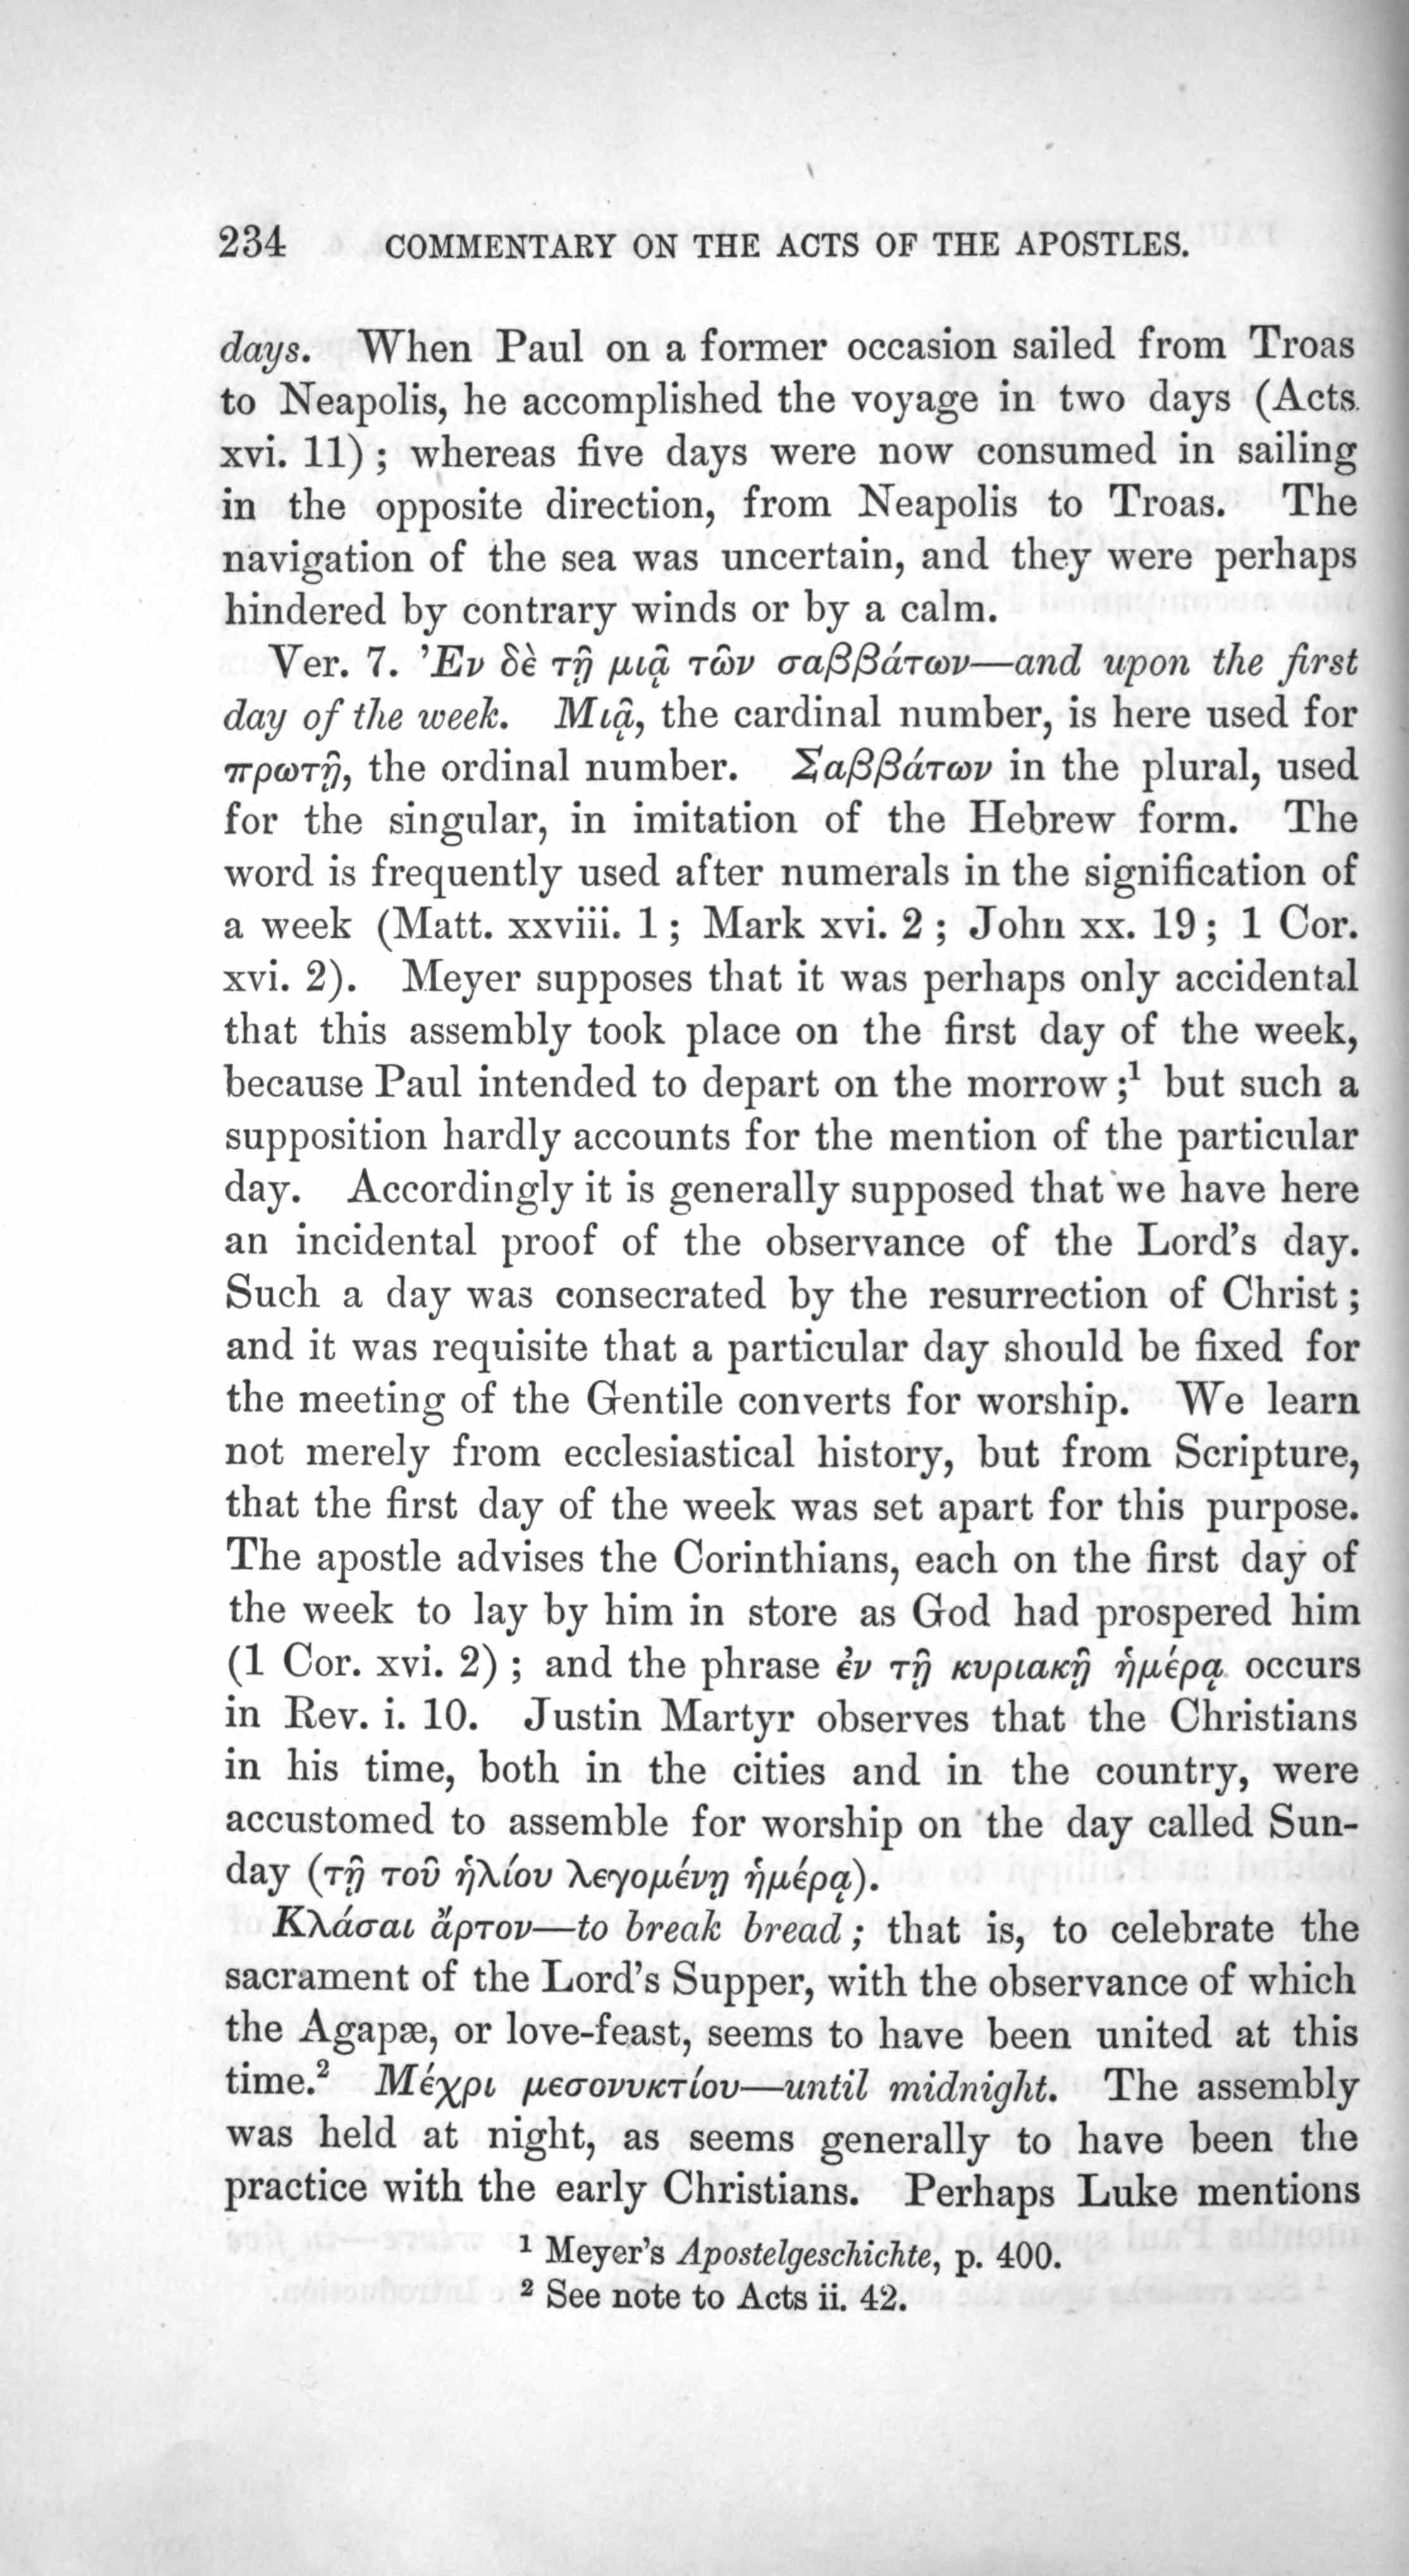 234 COMMENTARY ON THE ACTS OF THE APOSTLES.
days. When Paul on a former occasion sailed from Troas
to Neapolis, he accomplished the voyage in two days (Acts
xvi. 11) ; whereas five days were now consumed in sailing
in the opposite direction, from Neapolis to Troas. The
navigation of the sea was uncertain, and they were perhaps
hindered by contrary winds or by a calm.
Ver. 7. Ἐν δὲ τῇ μιᾷ τῶν σαββάτων—and upon the first
day of the week. Μιᾷ, the cardinal number, is here used for
πρωτῇ, the ordinal number. Σαββάτων in the plural, used
for the singular, in imitation of the Hebrew form. The
word is frequently used after numerals in the signification of
a week (Matt. xxviii. 1 ; Mark xvi. 2 ; John xx. 19 ; 1 Cor.
xvi. 2). Meyer supposes that it was perhaps only accidental
that this assembly took place on the first day of the week,
because Paul intended to depart on the morrow ;¹ but such a
supposition hardly accounts for the mention of the particular
day. Accordingly it is generally supposed that we have here
an incidental proof of the observance of the Lord's day.
Such a day was consecrated by the resurrection of Christ ;
and it was requisite that a particular day should be fixed for
the meeting of the Gentile converts for worship. We learn
not merely from ecclesiastical history, but from Scripture,
that the first day of the week was set apart for this purpose.
The apostle advises the Corinthians, each on the first day of
the week to lay by him in store as God had prospered him
(1 Cor. xvi. 2) ; and the phrase ἐν τῇ κυριακῇ ἡμέρᾳ occurs
in Rev. i. 10. Justin Martyr observes that the Christians
in his time, both in the cities and in the country, were
accustomed to assemble for worship on the day called Sun-
day (τῇ τοῦ ἡλίου λεγομένῃ ἡμέρᾳ).
Κλάσαι ἄρτον—to break bread ; that is, to celebrate the
sacrament of the Lord's Supper, with the observance of which
the Agapæ, or love-feast, seems to have been united at this
time.² Μέχρι μεσονυκτίου—until midnight. The assembly
was held at night, as seems generally to have been the
practice with the early Christians. Perhaps Luke mentions
¹ Meyer's Apostelgeschichte, p. 400.
² See note to Acts ii. 42.